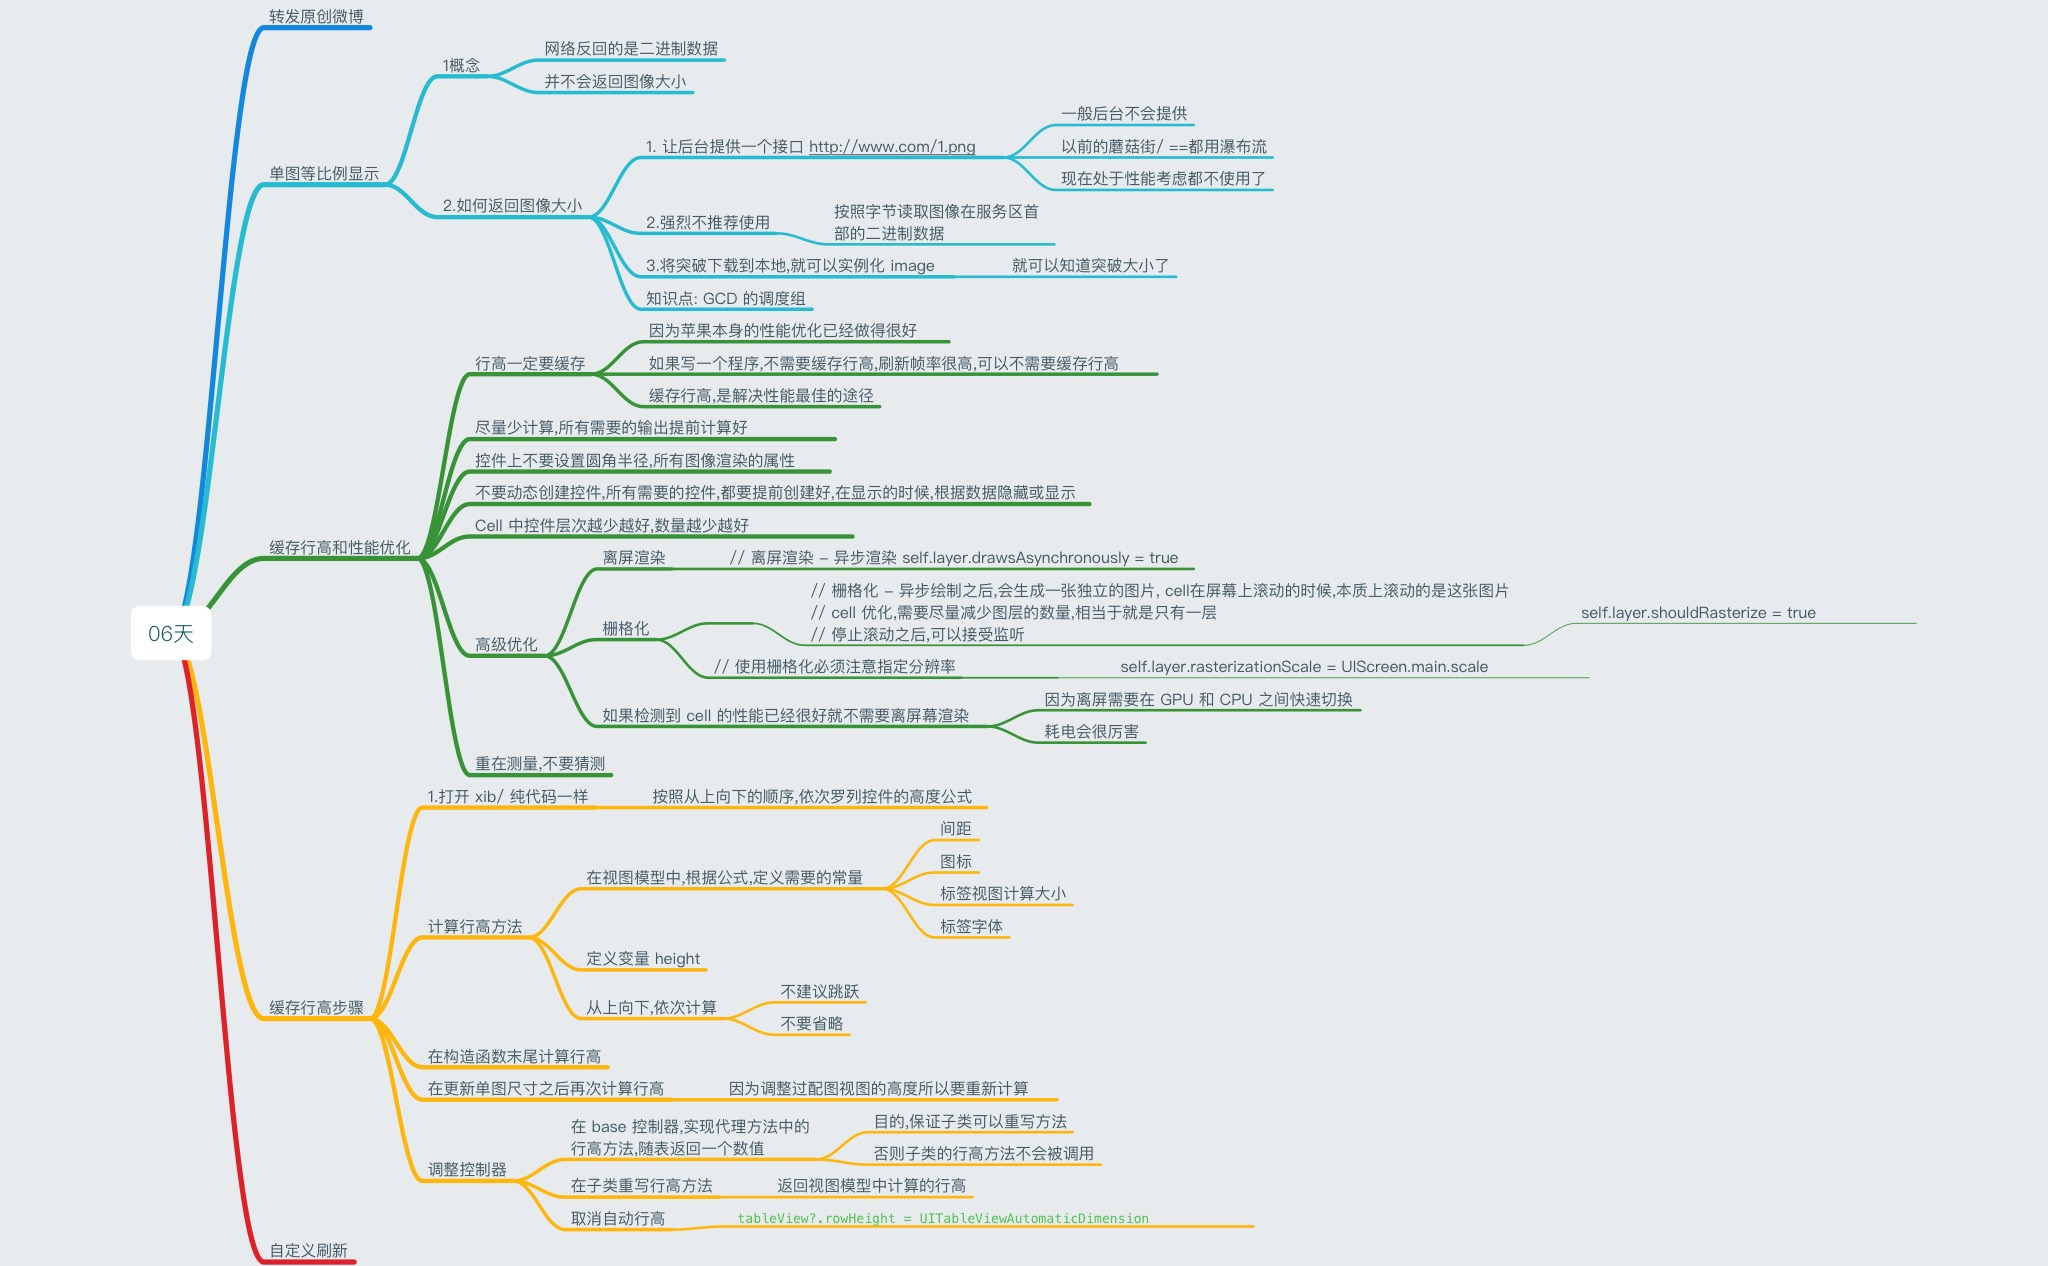 转发原创微博
网络反回的是二进制数据
1概念
并不会返回图像大小
一般后台不会提供
1. 让后台提供一个接口 http://www.com/1.png
以前的蘑菇街/ ==都用瀑布流
单图等比例显示
现在处于性能考虑都不使用了
2.如何返回图像大小
2.强烈不推荐使用
按照字节读取图像在服务区首
部的二进制数据
3.将突破下载到本地,就可以实例化 image
就可以知道突破大小了
知识点: GCD 的调度组
因为苹果本身的性能优化已经做得很好
行高一定要缓存
如果写一个程序,不需要缓存行高,刷新帧率很高,可以不需要缓存行高
缓存行高,是解决性能最佳的途径
尽量少计算,所有需要的输出提前计算好
控件上不要设置圆角半径,所有图像渲染的属性
不要动态创建控件,所有需要的控件,都要提前创建好,在显示的时候,根据数据隐藏或显示
Cell 中控件层次越少越好,数量越少越好
缓存行高和性能优化
离屏渲染
// 离屏渲染 - 异步渲染 self.layer.drawsAsynchronously = true
// 栅格化 - 异步绘制之后,会生成一张独立的图片, cell在屏幕上滚动的时候,本质上滚动的是这张图片
// cell 优化,需要尽量减少图层的数量,相当于就是只有一层
// 停止滚动之后,可以接受监听
self.layer.shouldRasterize = true
栅格化
高级优化
// 使用栅格化必须注意指定分辨率
self.layer.rasterizationScale = UIScreen.main.scale
如果检测到 cell 的性能已经很好就不需要离屏幕渲染
因为离屏需要在 GPU 和 CPU 之间快速切换
耗电会很厉害
06天
重在测量,不要猜测
1.打开 xib/ 纯代码一样
按照从上向下的顺序,依次罗列控件的高度公式
间距
图标
在视图模型中,根据公式,定义需要的常量
标签视图计算大小
标签字体
计算行高方法
定义变量 height
从上向下,依次计算
不建议跳跃
不要省略
缓存行高步骤
在构造函数末尾计算行高
在更新单图尺寸之后再次计算行高
因为调整过配图视图的高度所以要重新计算
在 base 控制器,实现代理方法中的
行高方法,随表返回一个数值
目的,保证子类可以重写方法
否则子类的行高方法不会被调用
调整控制器
在子类重写行高方法
返回视图模型中计算的行高
取消自动行高
tableView?.rowHeight = UITableViewAutomaticDimension
自定义刷新